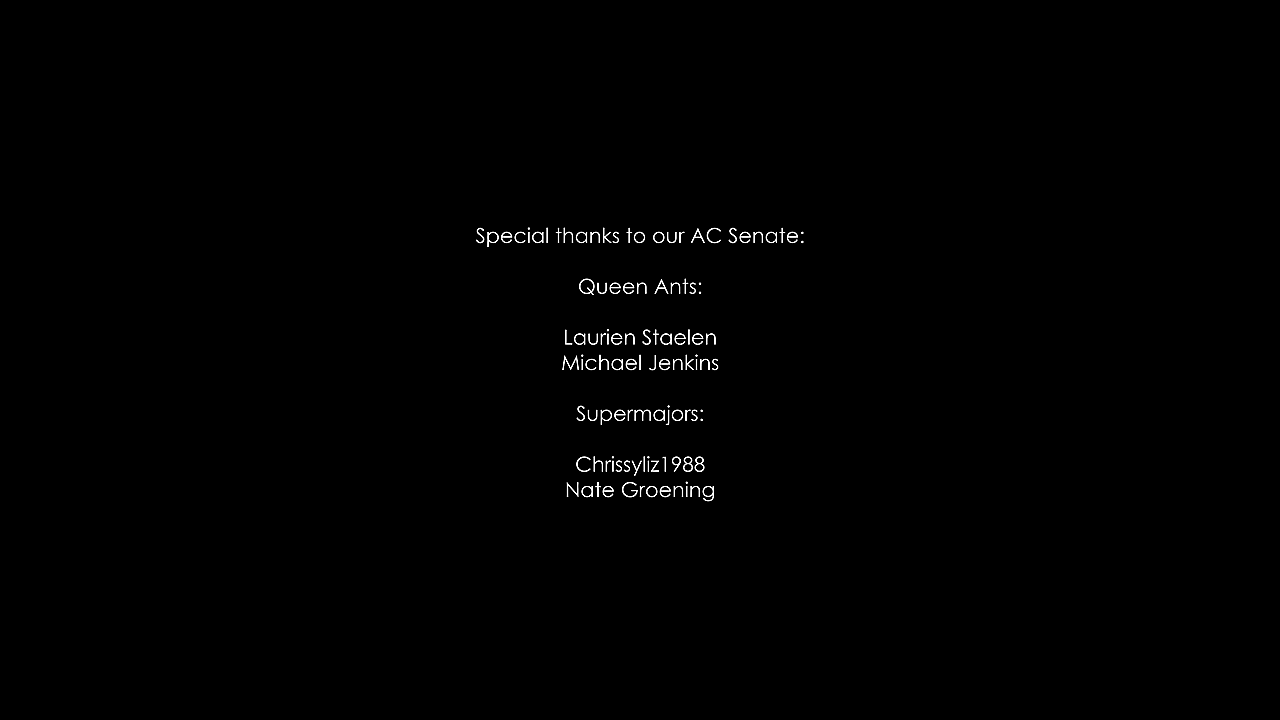 Special thanks to our AC Senate:
Queen Ants:
Laurien Staelen
Michael Jenkins
Supermajors:
Chrissyliz1988
Nate Groening